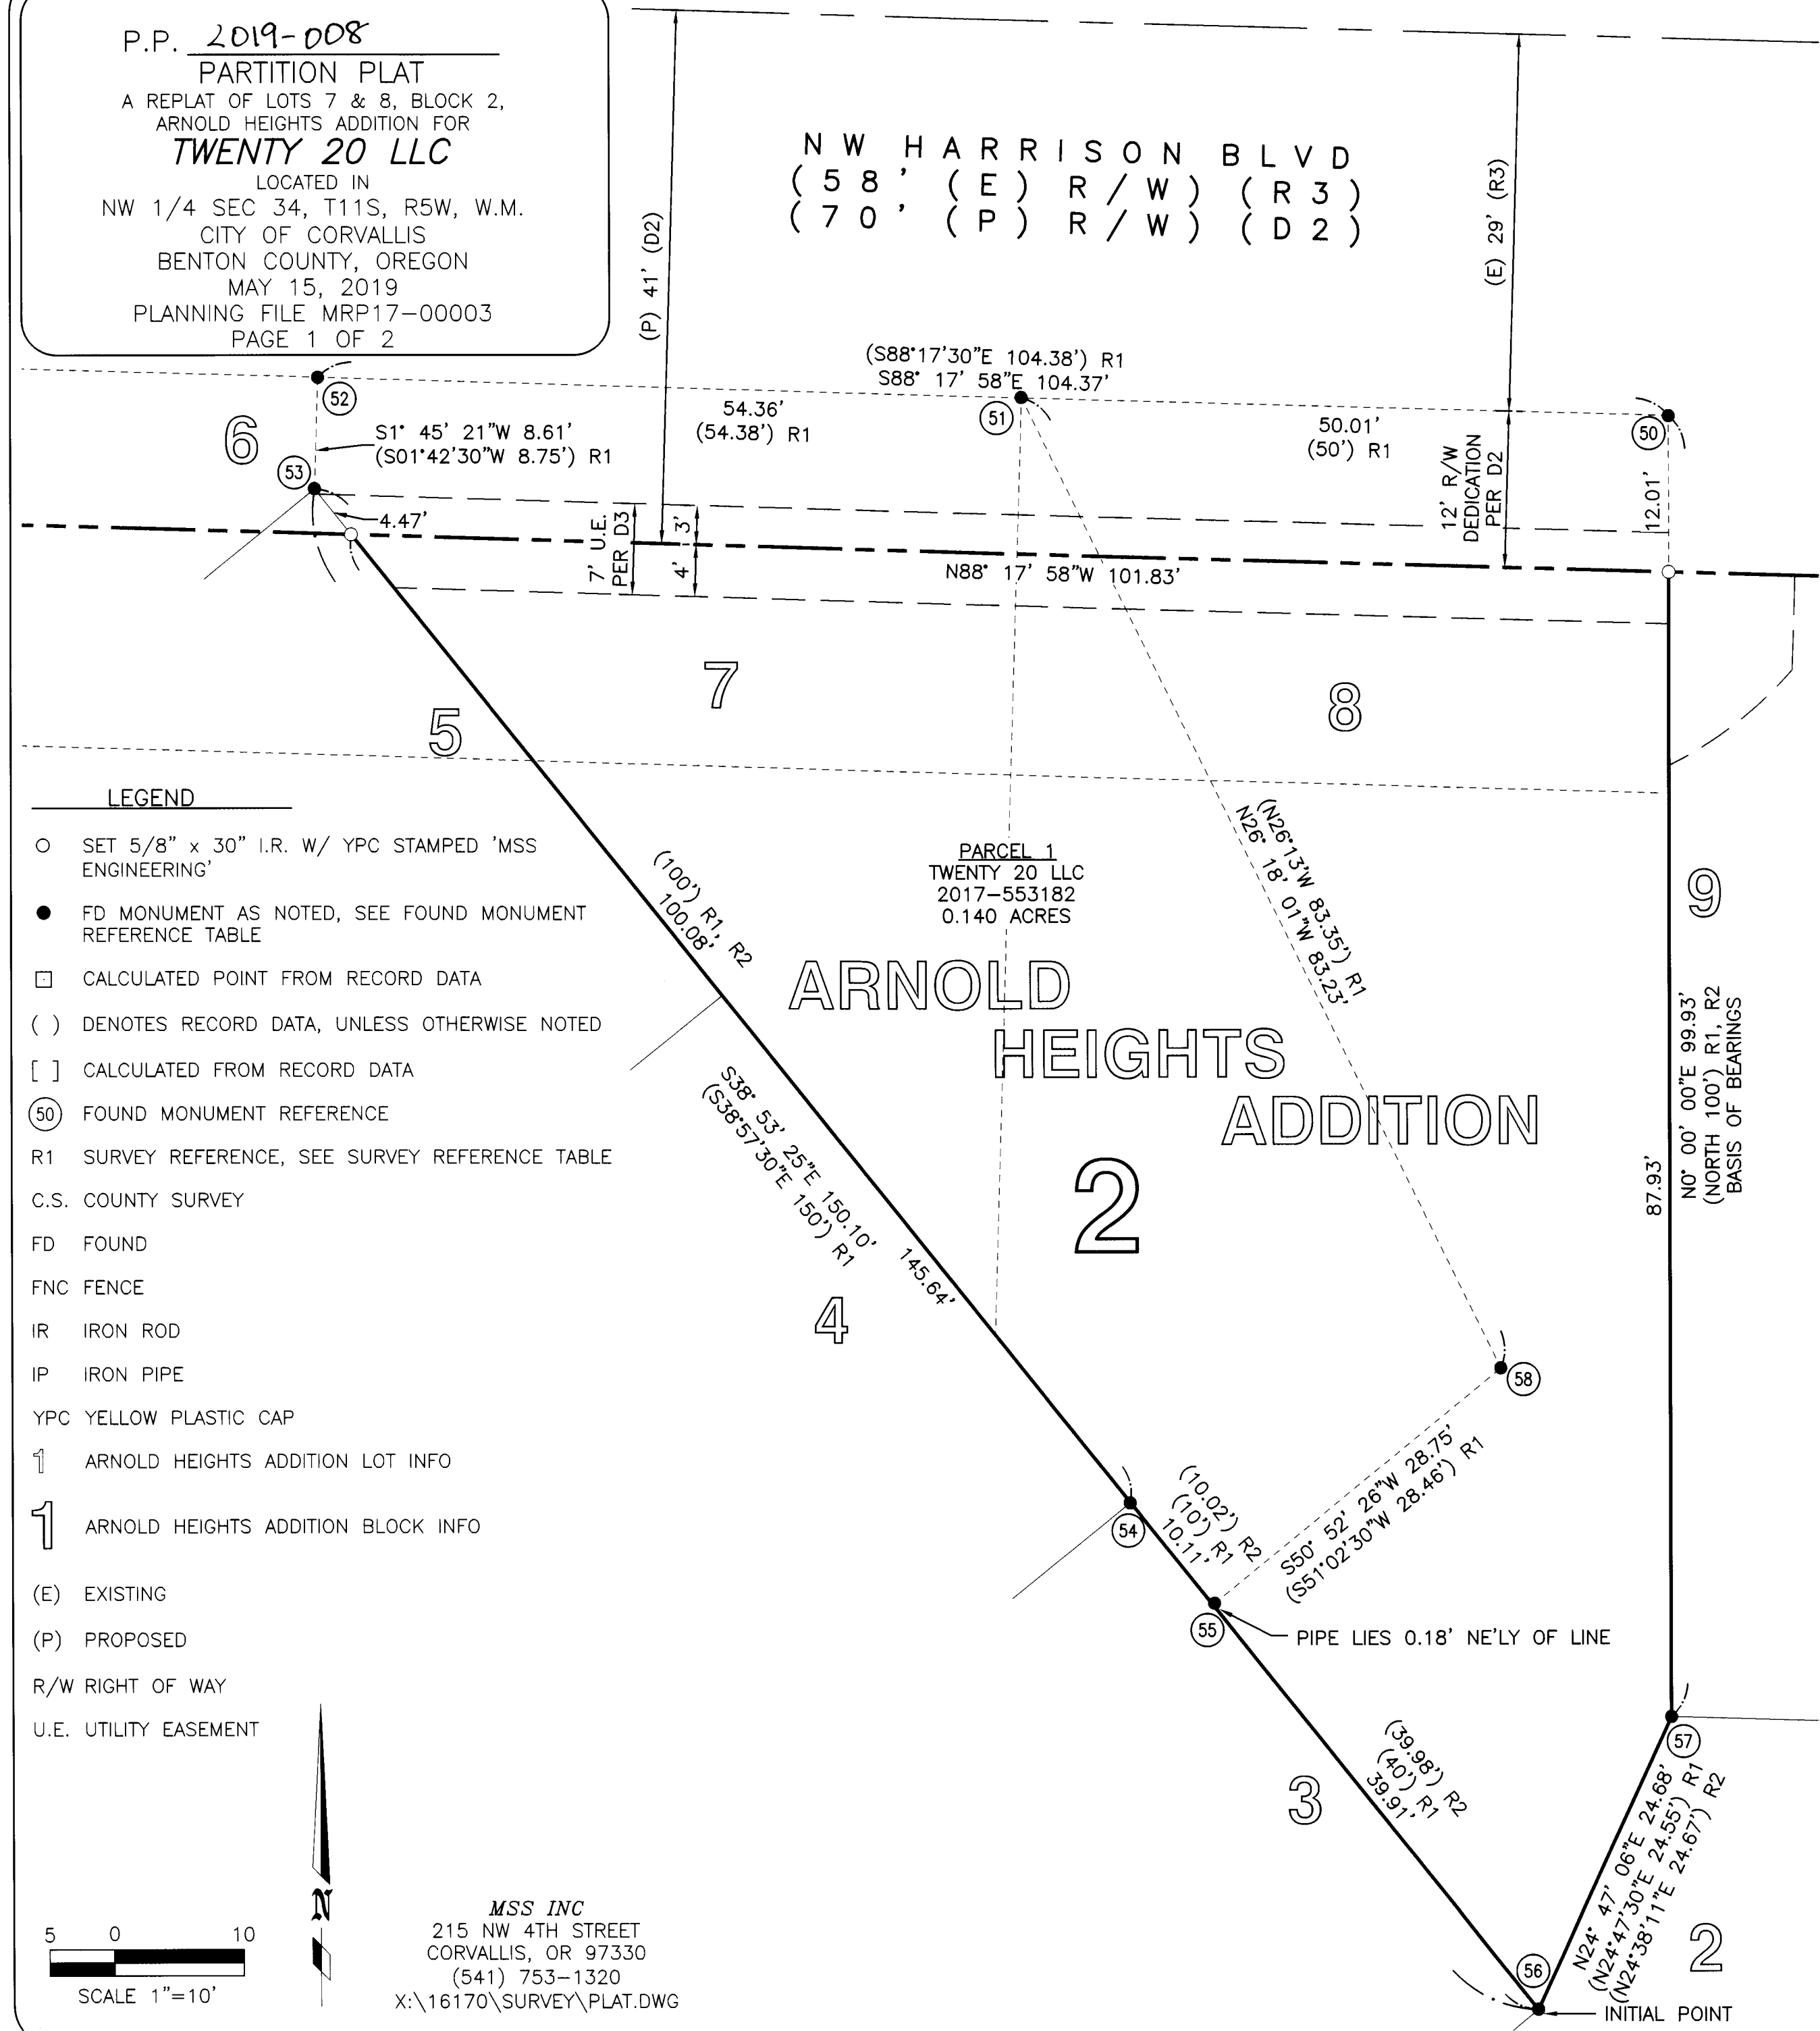 P.P. 2019-008
PARTITION PLAT
A REPLAT OF LOTS 7 & 8, BLOCK 2,
ARNOLD HEIGHTS ADDITION FOR
TWENTY 20 LLC
LOCATED IN
NW 1/4 SEC 34, T11S, R5W, W.M.
CITY OF CORVALLIS
BENTON COUNTY, OREGON
MAY 15, 2019
PLANNING FILE MRP17-00003
PAGE 1 OF 2
NW HARRISON BLVD
(58' (E) R/W) (R3)
(70' (P) R/W) (D2)
(P) 41' (D2)
(E) 29' (R3)
(S88°17'30"E 104.38') R1
S88° 17' 58"E 104.37'
52
51
50
54.36'
(54.38') R1
50.01'
(50') R1
6
S1° 45' 21"W 8.61'
(S01°42'30"W 8.75') R1
53
4.47'
7' U.E.
PER D3
3'
4'
12' R/W
DEDICATION
PER D2
12.01'
N88° 17' 58"W 101.83'
7
8
5
LEGEND
SET 5/8" x 30" I.R. W/ YPC STAMPED 'MSS
ENGINEERING'
FD MONUMENT AS NOTED, SEE FOUND MONUMENT
REFERENCE TABLE
CALCULATED POINT FROM RECORD DATA
( ) DENOTES RECORD DATA, UNLESS OTHERWISE NOTED
[ ] CALCULATED FROM RECORD DATA
50 FOUND MONUMENT REFERENCE
R1 SURVEY REFERENCE, SEE SURVEY REFERENCE TABLE
C.S. COUNTY SURVEY
FD FOUND
FNC FENCE
IR IRON ROD
IP IRON PIPE
YPC YELLOW PLASTIC CAP
1 ARNOLD HEIGHTS ADDITION LOT INFO
1 ARNOLD HEIGHTS ADDITION BLOCK INFO
(E) EXISTING
(P) PROPOSED
R/W RIGHT OF WAY
U.E. UTILITY EASEMENT
PARCEL 1
TWENTY 20 LLC
2017-553182
0.140 ACRES
(100') R1, R2
100.08'
(N26°13'W 83.35') R1
N26° 18' 01"W 83.23'
9
ARNOLD
HEIGHTS
ADDITION
2
S38° 53' 25"E 150.10'
(S38°57'30"E 150') R1
145.64'
4
87.93'
N0° 00' 00"E 99.93'
(NORTH 100') R1, R2
BASIS OF BEARINGS
58
S50° 52' 26"W 28.75'
(S51°02'30"W 28.46') R1
54
(10.02') R2
(10') R1
10.11'
55
PIPE LIES 0.18' NE'LY OF LINE
57
3
(39.98') R2
(40') R1
39.91'
N24° 47' 06"E 24.68'
(N24°47'30"E 24.55') R1
(N24°38'11"E 24.67') R2
2
56
INITIAL POINT
N
5 0 10
SCALE 1"=10'
MSS INC
215 NW 4TH STREET
CORVALLIS, OR 97330
(541) 753-1320
X:\16170\SURVEY\PLAT.DWG